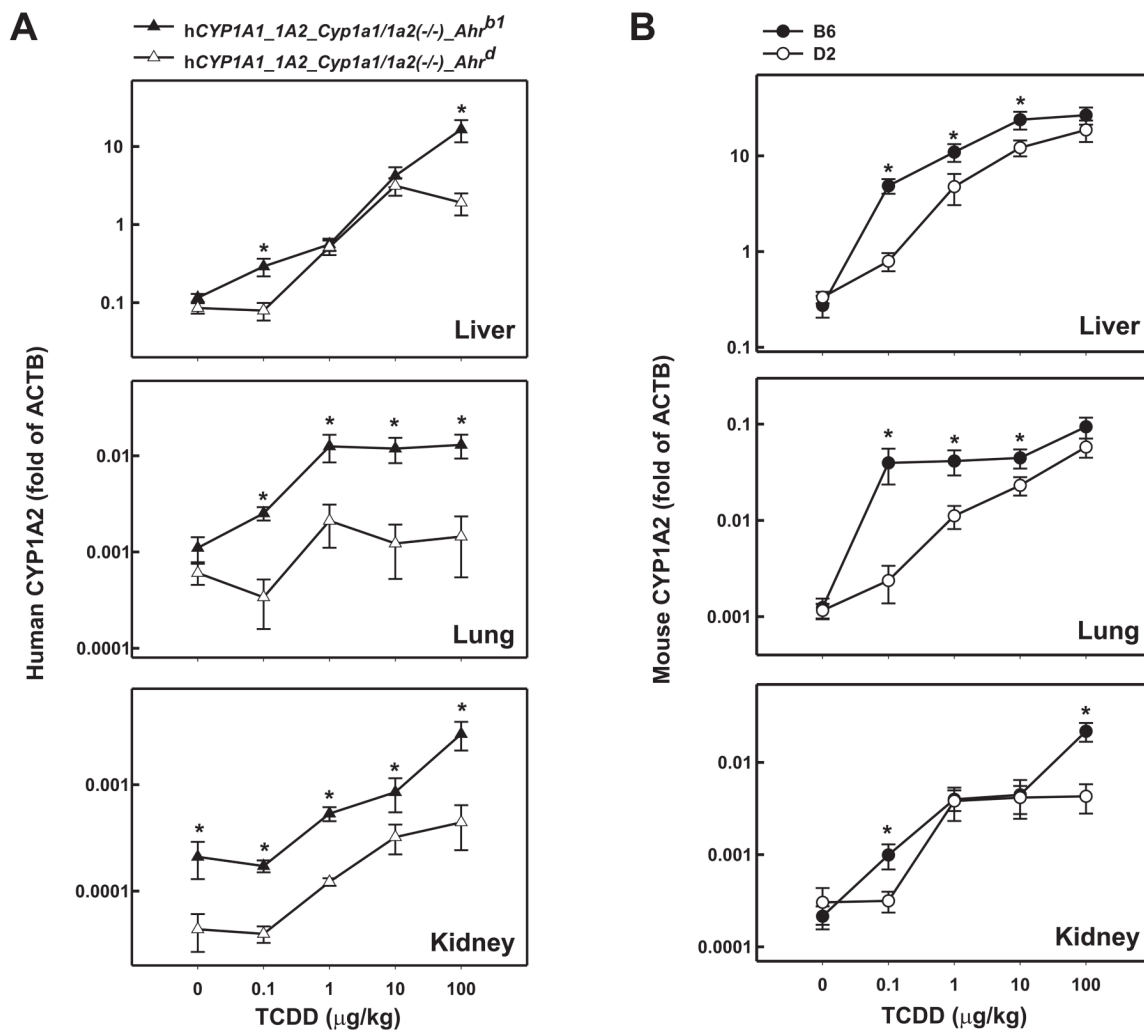 A
hCYP1A1_1A2_Cyp1a1/1a2(-/-)_Ahr^b1
hCYP1A1_1A2_Cyp1a1/1a2(-/-)_Ahr^d
Human CYP1A2 (fold of ACTB)
10
1
0.1
*
*
Liver
0.01
0.001
0.0001
*
*
*
*
Lung
0.001
0.0001
*
*
*
*
*
Kidney
0
0.1
1
10
100
TCDD (μg/kg)
B
B6
D2
Mouse CYP1A2 (fold of ACTB)
10
1
0.1
*
*
*
Liver
0.1
0.01
0.001
*
*
*
Lung
0.01
0.001
0.0001
*
*
Kidney
0
0.1
1
10
100
TCDD (μg/kg)